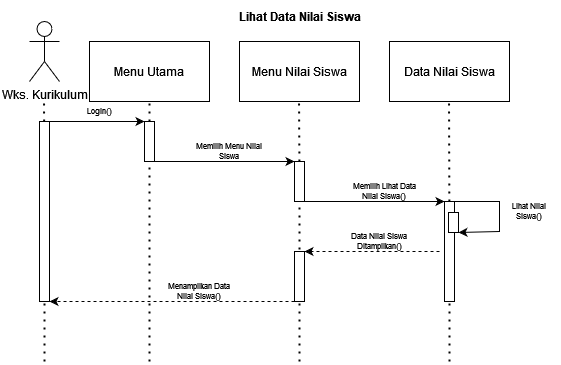 Lihat Data Nilai Siswa
Wks. Kurikulum
Menu Utama
Menu Nilai Siswa
Data Nilai Siswa
Login()
Memilih Menu Nilai
Siswa
Memilih Lihat Data
Nilai Siswa()
Lihat Nilai
Siswa()
Data Nilai Siswa
Ditampilkan()
Menampilkan Data
Nilai Siswa()